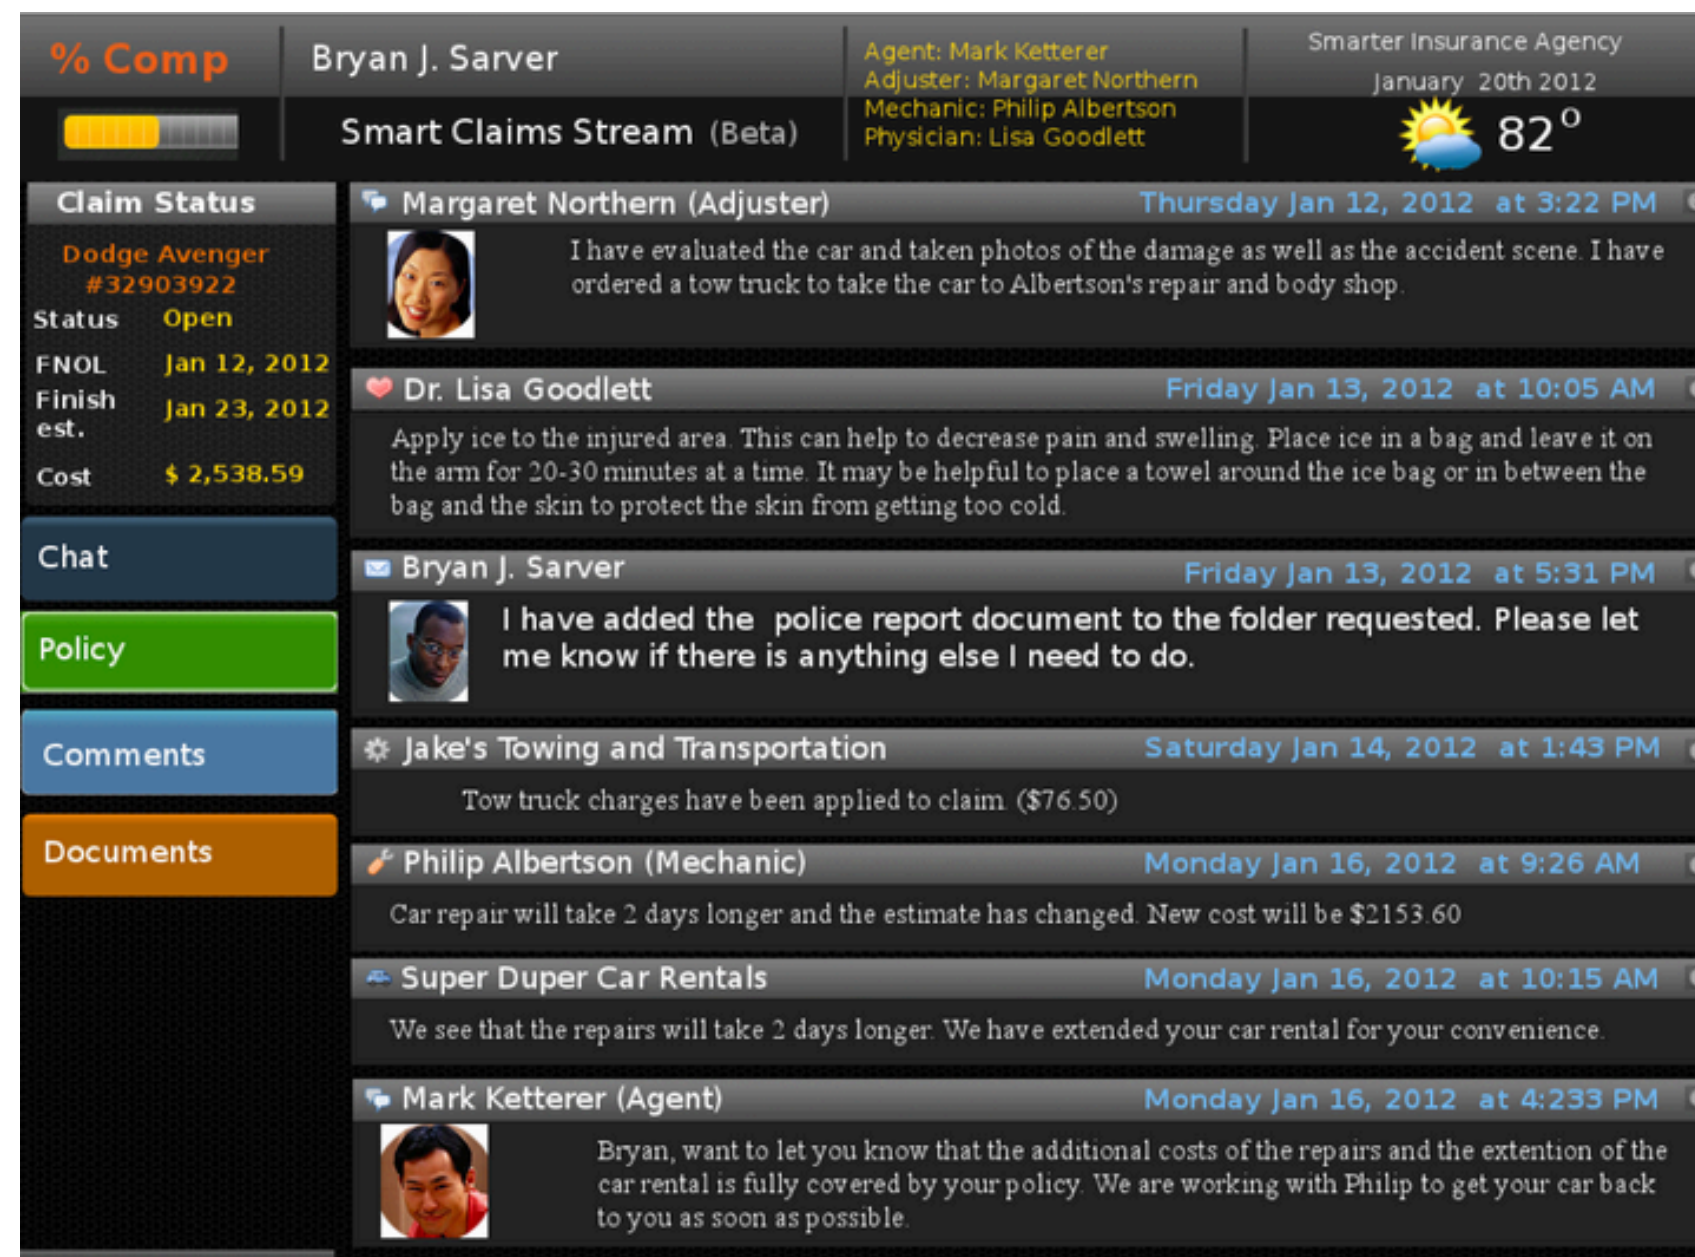 % Comp
Bryan J. Sarver
Smart Claims Stream (Beta)
Agent: Mark Ketterer
Adjuster: Margaret Northern
Mechanic: Philip Albertson
Physician: Lisa Goodlett
Smarter Insurance Agency
January 20th 2012
82°
Claim Status
Dodge Avenger
#32903922
Status Open
FNOL Jan 12, 2012
Finish
est. Jan 23, 2012
Cost $ 2,538.59
Chat
Policy
Comments
Documents
Margaret Northern (Adjuster) Thursday Jan 12, 2012 at 3:22 PM
I have evaluated the car and taken photos of the damage as well as the accident scene. I have
ordered a tow truck to take the car to Albertson's repair and body shop.
Dr. Lisa Goodlett Friday Jan 13, 2012 at 10:05 AM
Apply ice to the injured area. This can help to decrease pain and swelling. Place ice in a bag and leave it on
the arm for 20-30 minutes at a time. It may be helpful to place a towel around the ice bag or in between the
bag and the skin to protect the skin from getting too cold.
Bryan J. Sarver Friday Jan 13, 2012 at 5:31 PM
I have added the police report document to the folder requested. Please let
me know if there is anything else I need to do.
Jake's Towing and Transportation Saturday Jan 14, 2012 at 1:43 PM
Tow truck charges have been applied to claim. ($76.50)
Philip Albertson (Mechanic) Monday Jan 16, 2012 at 9:26 AM
Car repair will take 2 days longer and the estimate has changed. New cost will be $2153.60
Super Duper Car Rentals Monday Jan 16, 2012 at 10:15 AM
We see that the repairs will take 2 days longer. We have extended your car rental for your convenience.
Mark Ketterer (Agent) Monday Jan 16, 2012 at 4:233 PM
Bryan, want to let you know that the additional costs of the repairs and the extention of the
car rental is fully covered by your policy. We are working with Philip to get your car back
to you as soon as possible.